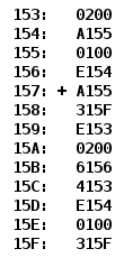 153: 0200
154: A155
155: 0100
156: E154
157: + A155
158: 315F
159: E153
15A: 0200
15B: 6156
15C: 4153
15D: E154
15E: 0100
15F: 315F